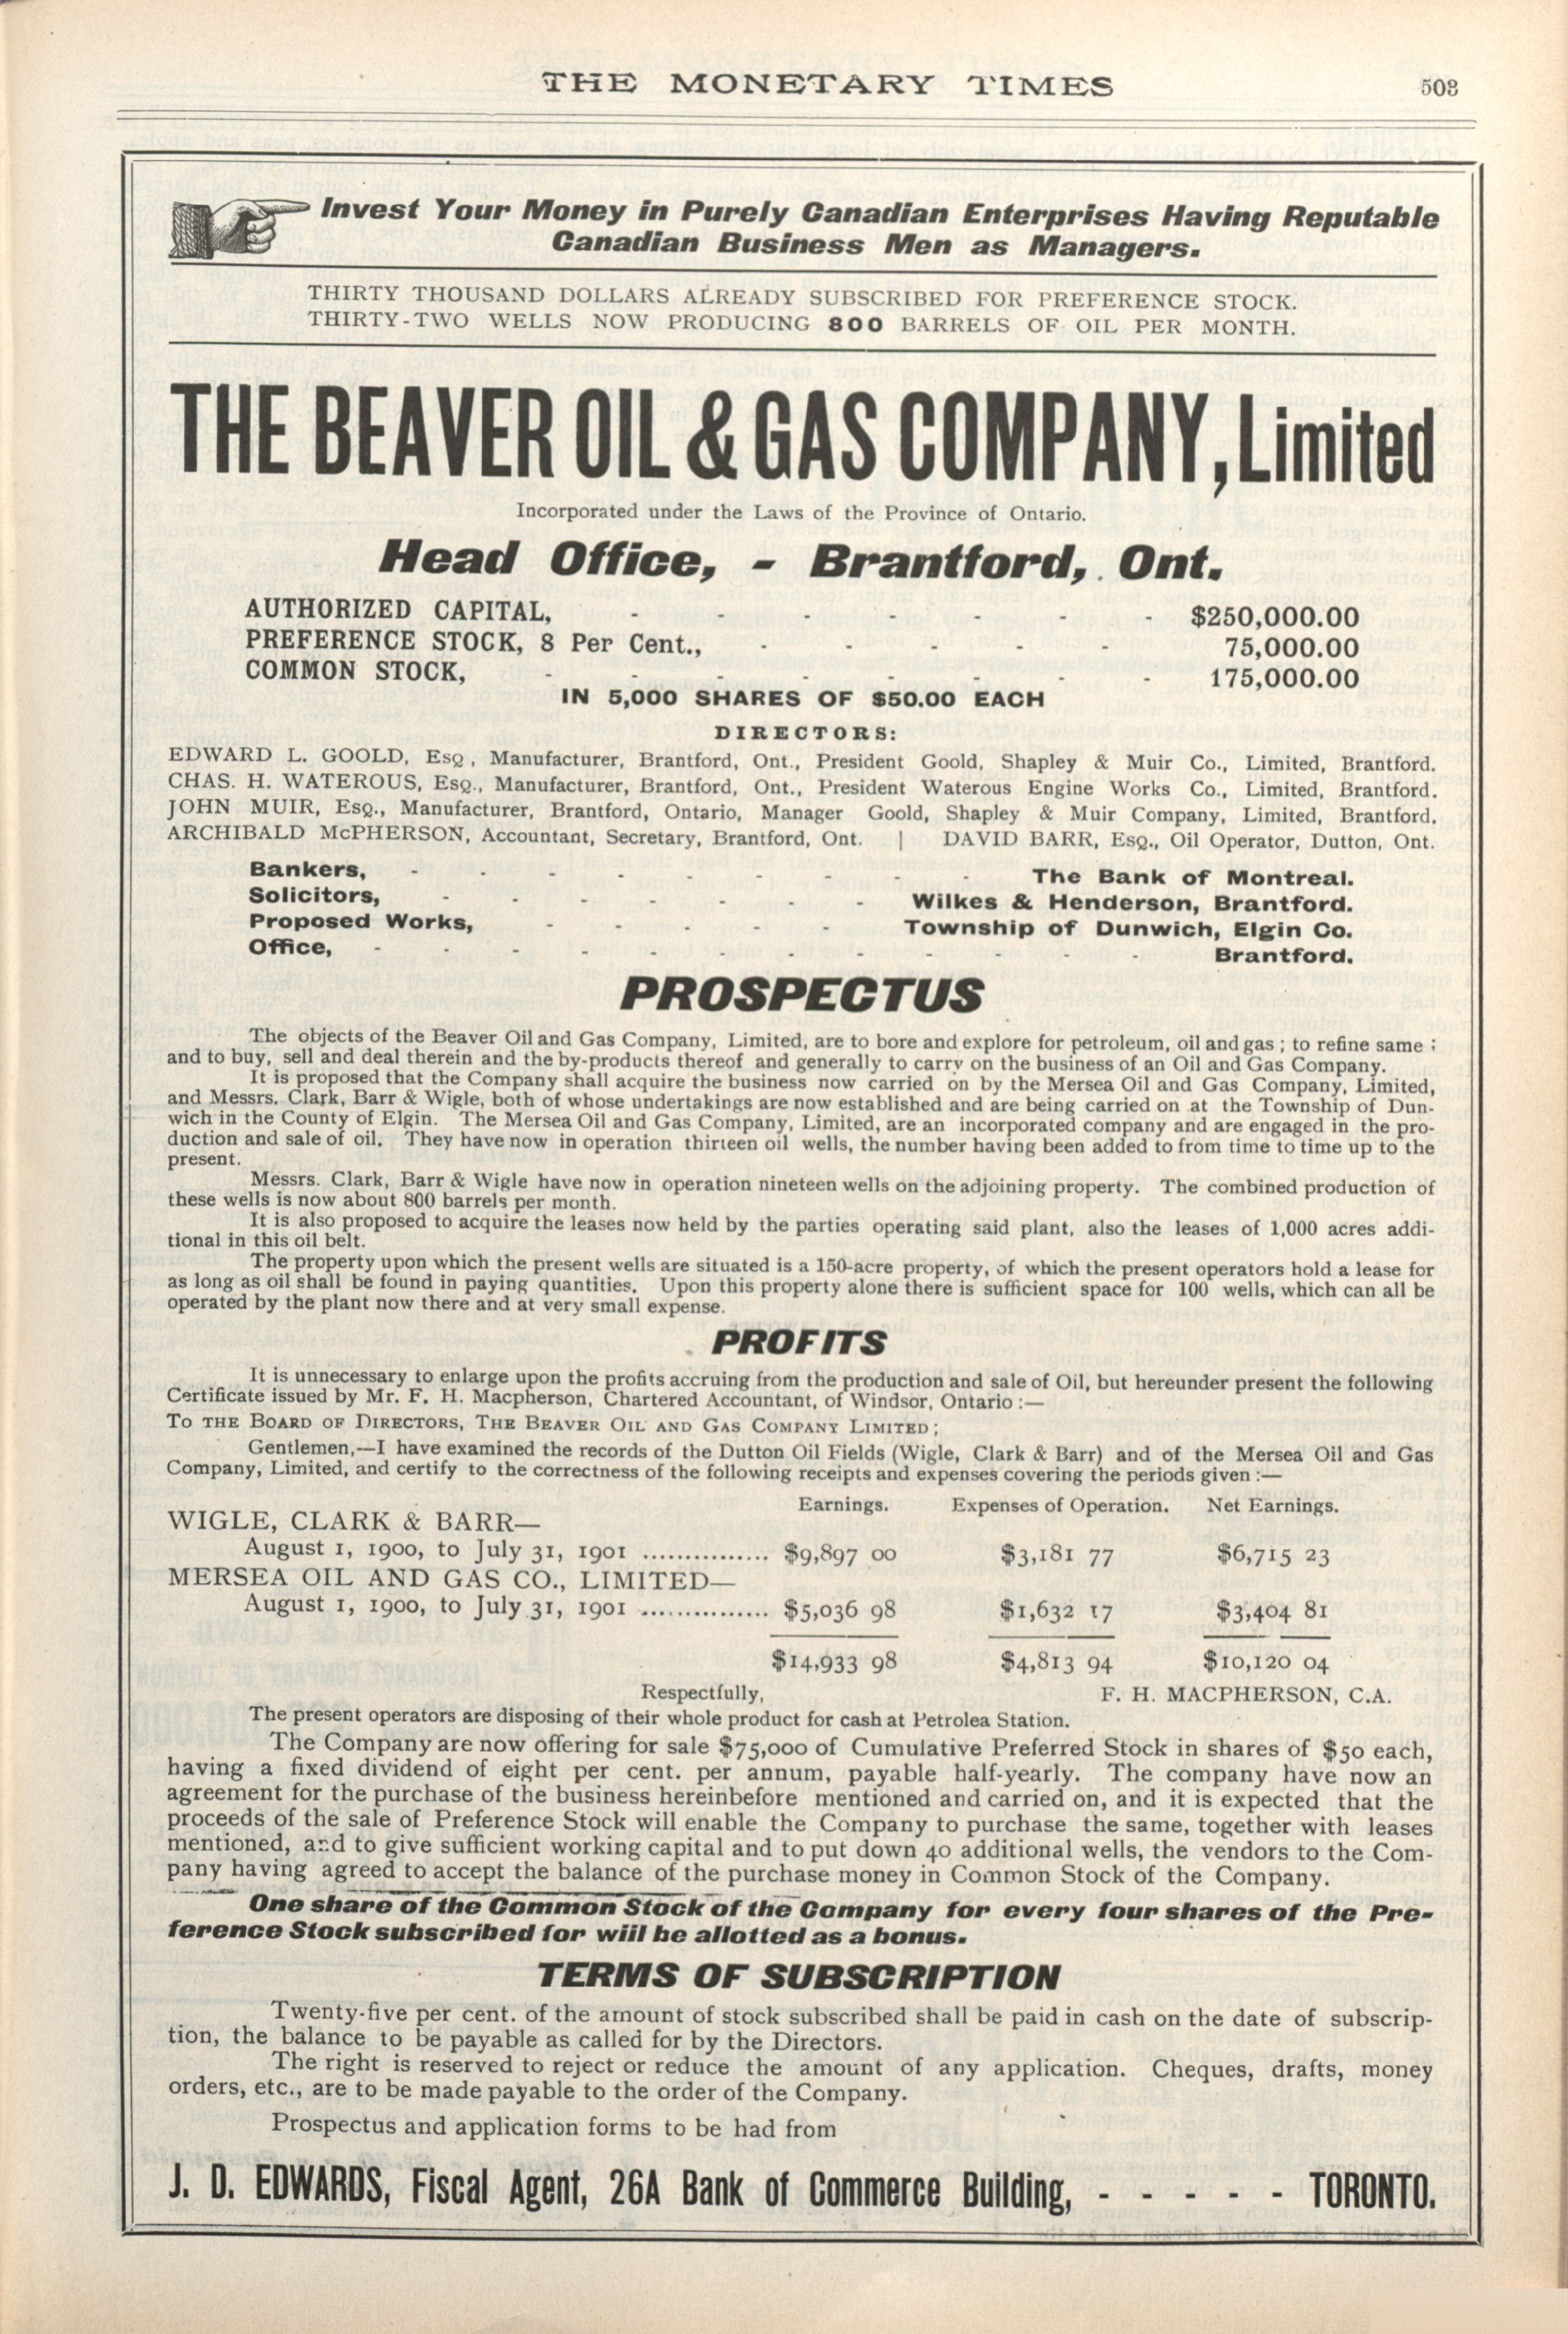 THE MONETARY TIMES 503
Invest Your Money in Purely Canadian Enterprises Having Reputable
Canadian Business Men as Managers.
THIRTY THOUSAND DOLLARS ALREADY SUBSCRIBED FOR PREFERENCE STOCK.
THIRTY-TWO WELLS NOW PRODUCING 800 BARRELS OF OIL PER MONTH.
THE BEAVER OIL & GAS COMPANY, Limited
Incorporated under the Laws of the Province of Ontario.
Head Office, - Brantford, Ont.
AUTHORIZED CAPITAL, - - - - - - - $250,000.00
PREFERENCE STOCK, 8 Per Cent., - - - - - 75,000.00
COMMON STOCK, - - - - - - - - 175,000.00
IN 5,000 SHARES OF $50.00 EACH
DIRECTORS:
EDWARD L. GOOLD, Esq, Manufacturer, Brantford, Ont., President Goold, Shapley & Muir Co., Limited, Brantford.
CHAS. H. WATEROUS, Esq., Manufacturer, Brantford, Ont., President Waterous Engine Works Co., Limited, Brantford.
JOHN MUIR, Esq., Manufacturer, Brantford, Ontario, Manager Goold, Shapley & Muir Company, Limited, Brantford.
ARCHIBALD McPHERSON, Accountant, Secretary, Brantford, Ont. | DAVID BARR, Esq., Oil Operator, Dutton, Ont.
Bankers, - - - - - - - - - The Bank of Montreal.
Solicitors, - - - - - - - Wilkes & Henderson, Brantford.
Proposed Works, - - - - - Township of Dunwich, Elgin Co.
Office, - - - - - - - - - - - - Brantford.
PROSPECTUS
The objects of the Beaver Oil and Gas Company, Limited, are to bore and explore for petroleum, oil and gas ; to refine same ;
and to buy, sell and deal therein and the by-products thereof and generally to carry on the business of an Oil and Gas Company.
It is proposed that the Company shall acquire the business now carried on by the Mersea Oil and Gas Company, Limited,
and Messrs. Clark, Barr & Wigle, both of whose undertakings are now established and are being carried on at the Township of Dun-
wich in the County of Elgin. The Mersea Oil and Gas Company, Limited, are an incorporated company and are engaged in the pro-
duction and sale of oil. They have now in operation thirteen oil wells, the number having been added to from time to time up to the
present.
Messrs. Clark, Barr & Wigle have now in operation nineteen wells on the adjoining property. The combined production of
these wells is now about 800 barrels per month.
It is also proposed to acquire the leases now held by the parties operating said plant, also the leases of 1,000 acres addi-
tional in this oil belt.
The property upon which the present wells are situated is a 150-acre property, of which the present operators hold a lease for
as long as oil shall be found in paying quantities. Upon this property alone there is sufficient space for 100 wells, which can all be
operated by the plant now there and at very small expense.
PROFITS
It is unnecessary to enlarge upon the profits accruing from the production and sale of Oil, but hereunder present the following
Certificate issued by Mr. F. H. Macpherson, Chartered Accountant, of Windsor, Ontario :—
To the Board of Directors, The Beaver Oil and Gas Company Limited ;
Gentlemen,—I have examined the records of the Dutton Oil Fields (Wigle, Clark & Barr) and of the Mersea Oil and Gas
Company, Limited, and certify to the correctness of the following receipts and expenses covering the periods given :—
Earnings. Expenses of Operation. Net Earnings.
WIGLE, CLARK & BARR—
August 1, 1900, to July 31, 1901 ............... $9,897 00 $3,181 77 $6,715 23
MERSEA OIL AND GAS CO., LIMITED—
August 1, 1900, to July 31, 1901 ............... $5,036 98 $1,632 17 $3,404 81
$14,933 98 $4,813 94 $10,120 04
Respectfully, F. H. MACPHERSON, C.A.
The present operators are disposing of their whole product for cash at Petrolea Station.
The Company are now offering for sale $75,000 of Cumulative Preferred Stock in shares of $50 each,
having a fixed dividend of eight per cent. per annum, payable half-yearly. The company have now an
agreement for the purchase of the business hereinbefore mentioned and carried on, and it is expected that the
proceeds of the sale of Preference Stock will enable the Company to purchase the same, together with leases
mentioned, and to give sufficient working capital and to put down 40 additional wells, the vendors to the Com-
pany having agreed to accept the balance of the purchase money in Common Stock of the Company.
One share of the Common Stock of the Company for every four shares of the Pre-
ference Stock subscribed for will be allotted as a bonus.
TERMS OF SUBSCRIPTION
Twenty-five per cent. of the amount of stock subscribed shall be paid in cash on the date of subscrip-
tion, the balance to be payable as called for by the Directors.
The right is reserved to reject or reduce the amount of any application. Cheques, drafts, money
orders, etc., are to be made payable to the order of the Company.
Prospectus and application forms to be had from
J. D. EDWARDS, Fiscal Agent, 26A Bank of Commerce Building, - - - - - TORONTO.